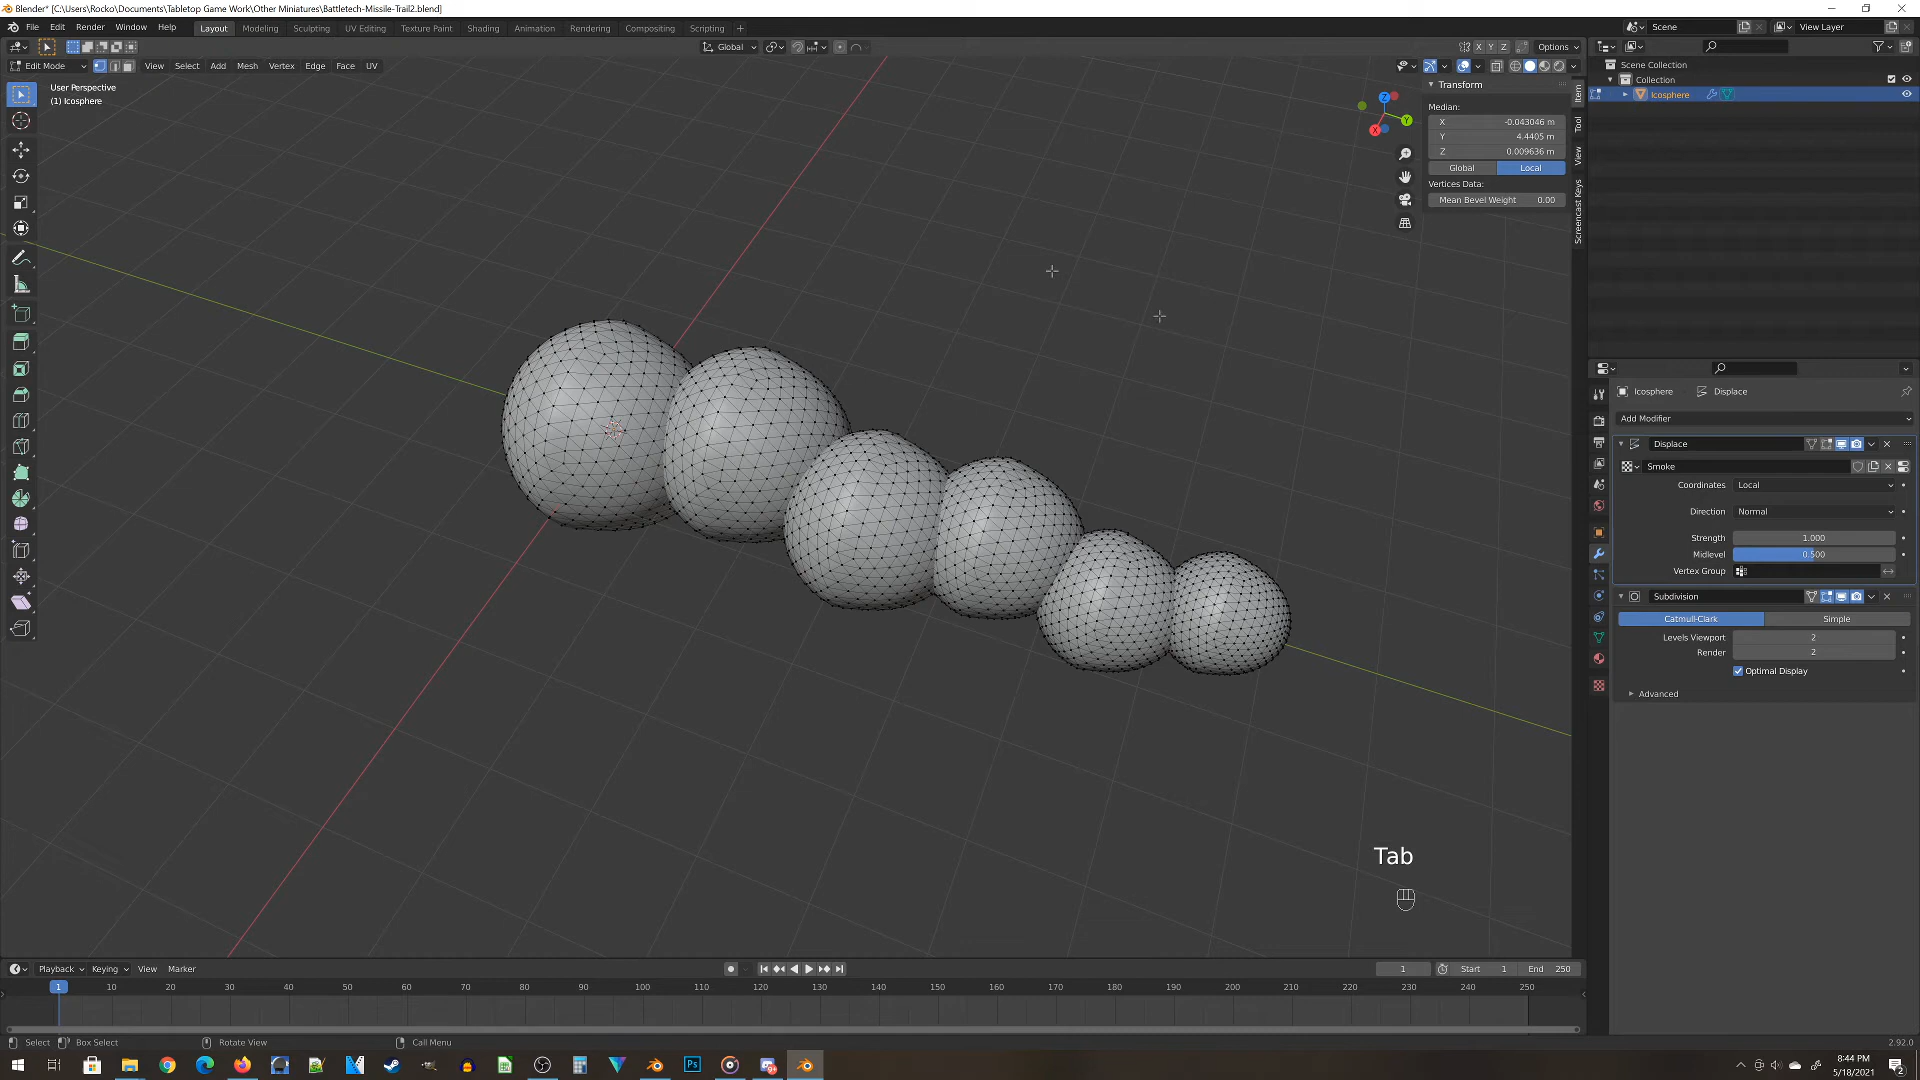 Blender* [C:\Users\Rocko\Documents\Tabletop Game Work\Other Miniatures\Battletech-Missile-Trail2.blend]
File Edit Render Window Help Layout Modeling Sculpting UV Editing Texture Paint Shading Animation Rendering Compositing Scripting + Scene View Layer
Global X Y Z Options
Edit Mode View Select Add Mesh Vertex Edge Face UV
User Perspective
(1) Icosphere
Transform
Median:
X -0.043046 m
Y 4.4405 m
Z 0.009636 m
Global Local
Vertices Data:
Mean Bevel Weight 0.00
Item
Tool
View
Screencast Keys
Z
Y
X
Scene Collection
Collection
Icosphere
Icosphere Displace
Add Modifier
Displace
Smoke
Coordinates Local
Direction Normal
Strength 1.000
Midlevel 0.500
Vertex Group
Subdivision
Catmull-Clark Simple
Levels Viewport 2
Render 2
Optimal Display
Advanced
Tab
Playback Keying View Marker 1 Start 1 End 250
1 10 20 30 40 50 60 70 80 90 100 110 120 130 140 150 160 170 180 190 200 210 220 230 240 250
Select Box Select Rotate View Call Menu 2.92.0
Ps
8:44 PM
5/18/2021
2